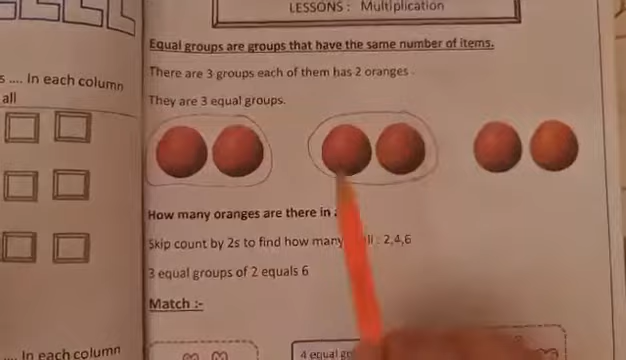 LESSONS : Multiplication
Equal groups are groups that have the same number of items.
There are 3 groups each of them has 2 oranges .
They are 3 equal groups.
s .... In each column
all
How many oranges are there in
Skip count by 2s to find how many : 2,4,6
3 equal groups of 2 equals 6
Match :-
.... In each column
4 equal